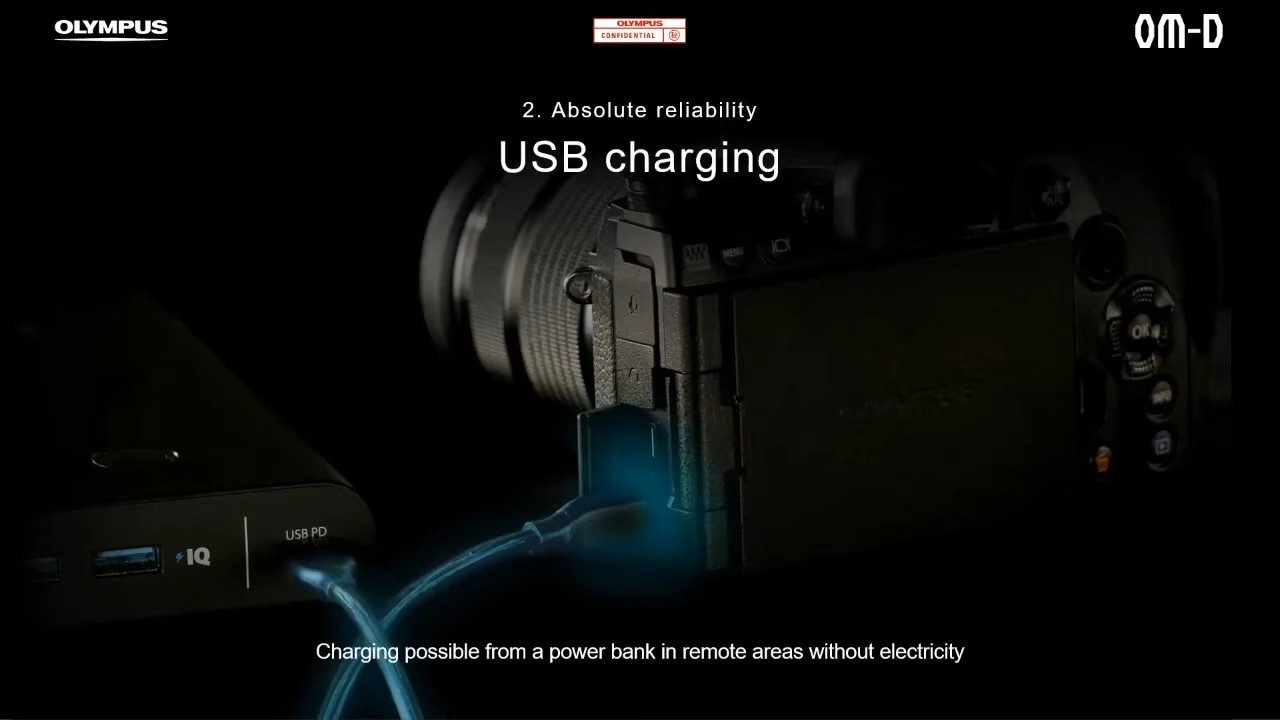 OLYMPUS
OLYMPUS
CONFIDENTIAL
OM-D
2. Absolute reliability
USB charging
MENU
OK
INFO
USB PD
IQ
Charging possible from a power bank in remote areas without electricity